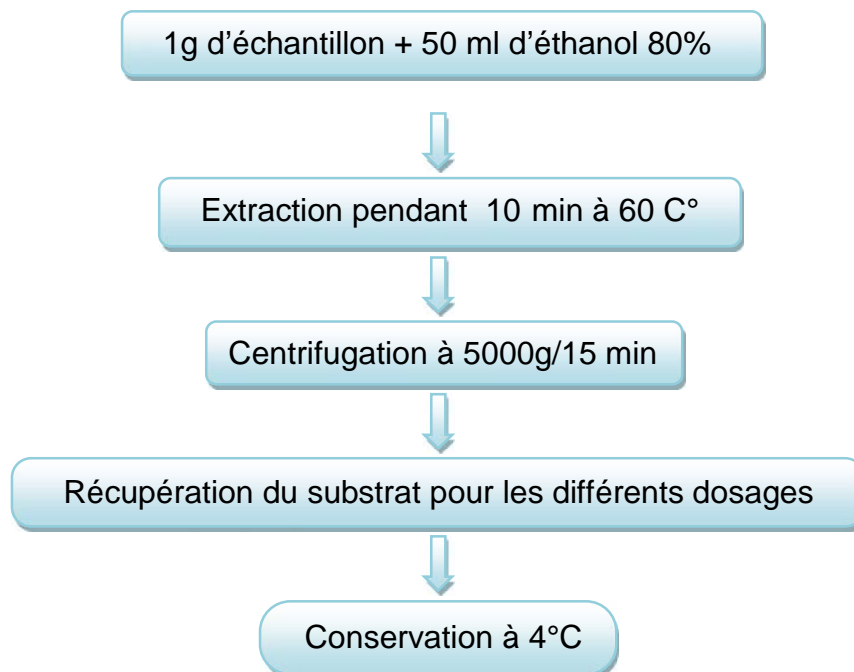 1g d’échantillon + 50 ml d’éthanol 80%
Extraction pendant  10 min à 60 C°
Centrifugation à 5000g/15 min
Récupération du substrat pour les différents dosages
Conservation à 4°C